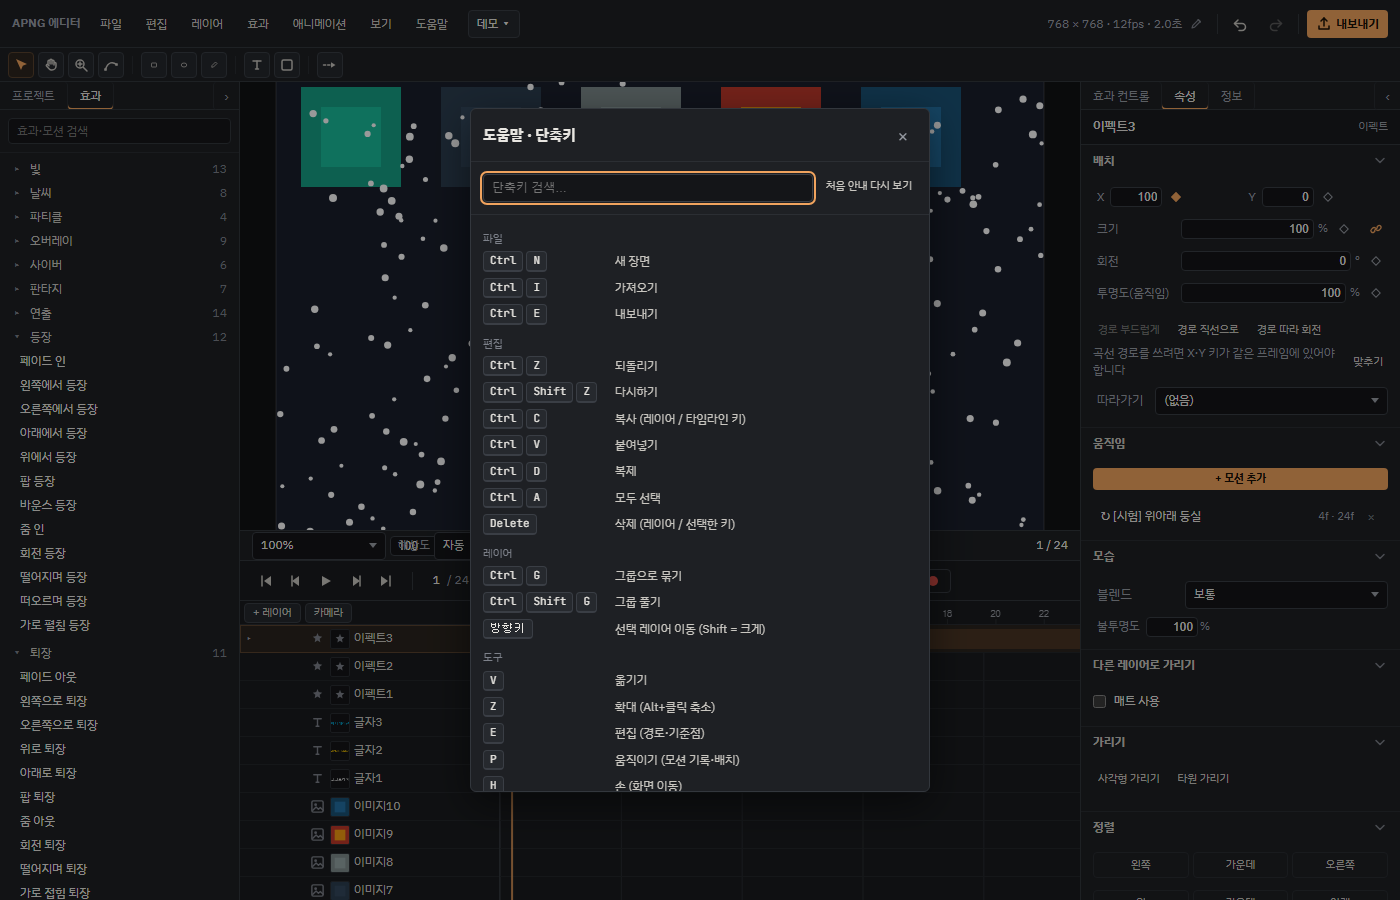 APNG 에디터 파일 편집 레이어 효과 애니메이션 보기 도움말 데모
768 × 768 · 12fps · 2.0초 내보내기
프로젝트 효과
효과·모션 검색
빛 13
날씨 8
파티클 4
오버레이 9
사이버 6
판타지 7
연출 14
등장 12
페이드 인
왼쪽에서 등장
오른쪽에서 등장
아래에서 등장
위에서 등장
팝 등장
바운스 등장
줌 인
회전 등장
떨어지며 등장
떠오르며 등장
가로 펼침 등장
퇴장 11
페이드 아웃
왼쪽으로 퇴장
오른쪽으로 퇴장
위로 퇴장
아래로 퇴장
팝 퇴장
줌 아웃
회전 퇴장
떨어지며 퇴장
가로 접힘 퇴장
도움말 · 단축키
단축키 검색... 처음 안내 다시 보기
파일
Ctrl N 새 장면
Ctrl I 가져오기
Ctrl E 내보내기
편집
Ctrl Z 되돌리기
Ctrl Shift Z 다시하기
Ctrl C 복사 (레이어 / 타임라인 키)
Ctrl V 붙여넣기
Ctrl D 복제
Ctrl A 모두 선택
Delete 삭제 (레이어 / 선택한 키)
레이어
Ctrl G 그룹으로 묶기
Ctrl Shift G 그룹 풀기
방향키 선택 레이어 이동 (Shift = 크게)
도구
V 옮기기
Z 확대 (Alt+클릭 축소)
E 편집 (경로·기준점)
P 움직이기 (모션 기록·배치)
H 손 (화면 이동)
100% 자동 1 / 24
1 / 24
+ 레이어 카메라 18 20 22
이펙트3
이펙트2
이펙트1
글자3
글자2
글자1
이미지10
이미지9
이미지8
이미지7
효과 컨트롤 속성 정보
이펙트3 이펙트
배치
X 100 Y 0
크기 100 %
회전 0 °
투명도(움직임) 100 %
경로 부드럽게 경로 직선으로 경로 따라 회전
곡선 경로를 쓰려면 X·Y 키가 같은 프레임에 있어야
합니다 맞추기
따라가기 (없음)
움직임
+ 모션 추가
↻ [시험] 위아래 둥실 4f · 24f ×
모습
블렌드 보통
불투명도 100 %
다른 레이어로 가리기
매트 사용
가리기
사각형 가리기 타원 가리기
정렬
왼쪽 가운데 오른쪽